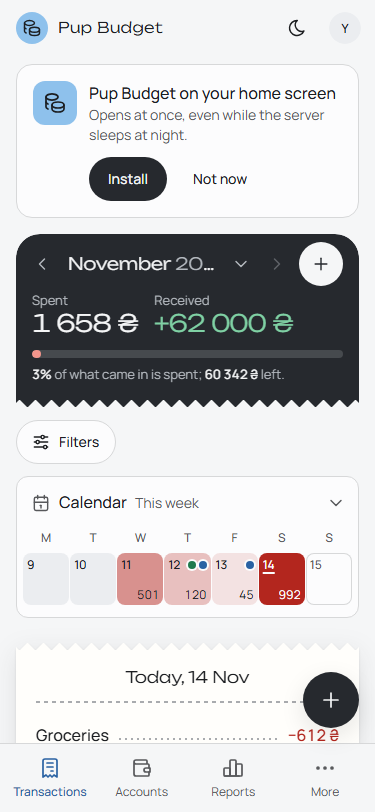 Pup Budget
Y
Pup Budget on your home screen
Opens at once, even while the server
sleeps at night.
Install
Not now
November 20...
Spent
Received
1 658 ₴
+62 000 ₴
3% of what came in is spent; 60 342 ₴ left.
Filters
Calendar This week
M T W T F S S
9 10 11 12 13 14 15
501 120 45 992
Today, 14 Nov
Groceries −612 ₴
Transactions Accounts Reports More